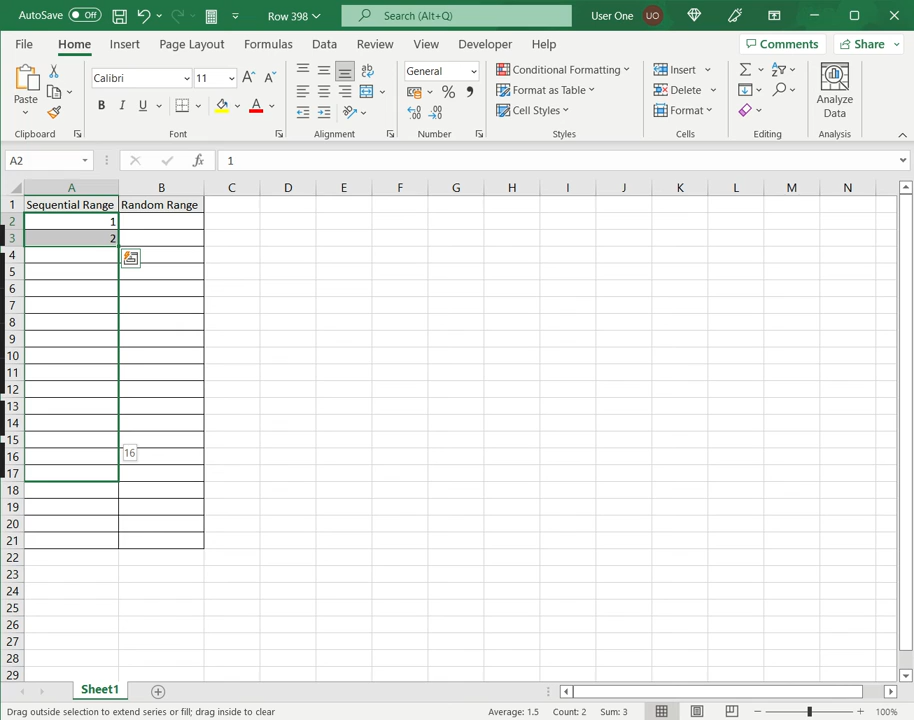 AutoSave Off Row 398 Search (Alt+Q) User One UO
File Home Insert Page Layout Formulas Data Review View Developer Help Comments Share
Paste Calibri 11 A A ab General Conditional Formatting Insert Analyze Data
B I U A % , Format as Table Delete
Cell Styles Format
Clipboard Font Alignment Number Styles Cells Editing Analysis
A2 fx 1
A B C D E F G H I J K L M N
1 Sequential Range Random Range
2 1
3 2
4
5
6
7
8
9
10
11
12
13
14
15
16 16
17
18
19
20
21
22
23
24
25
26
27
28
29
Sheet1
Drag outside selection to extend series or fill; drag inside to clear Average: 1.5 Count: 2 Sum: 3 100%